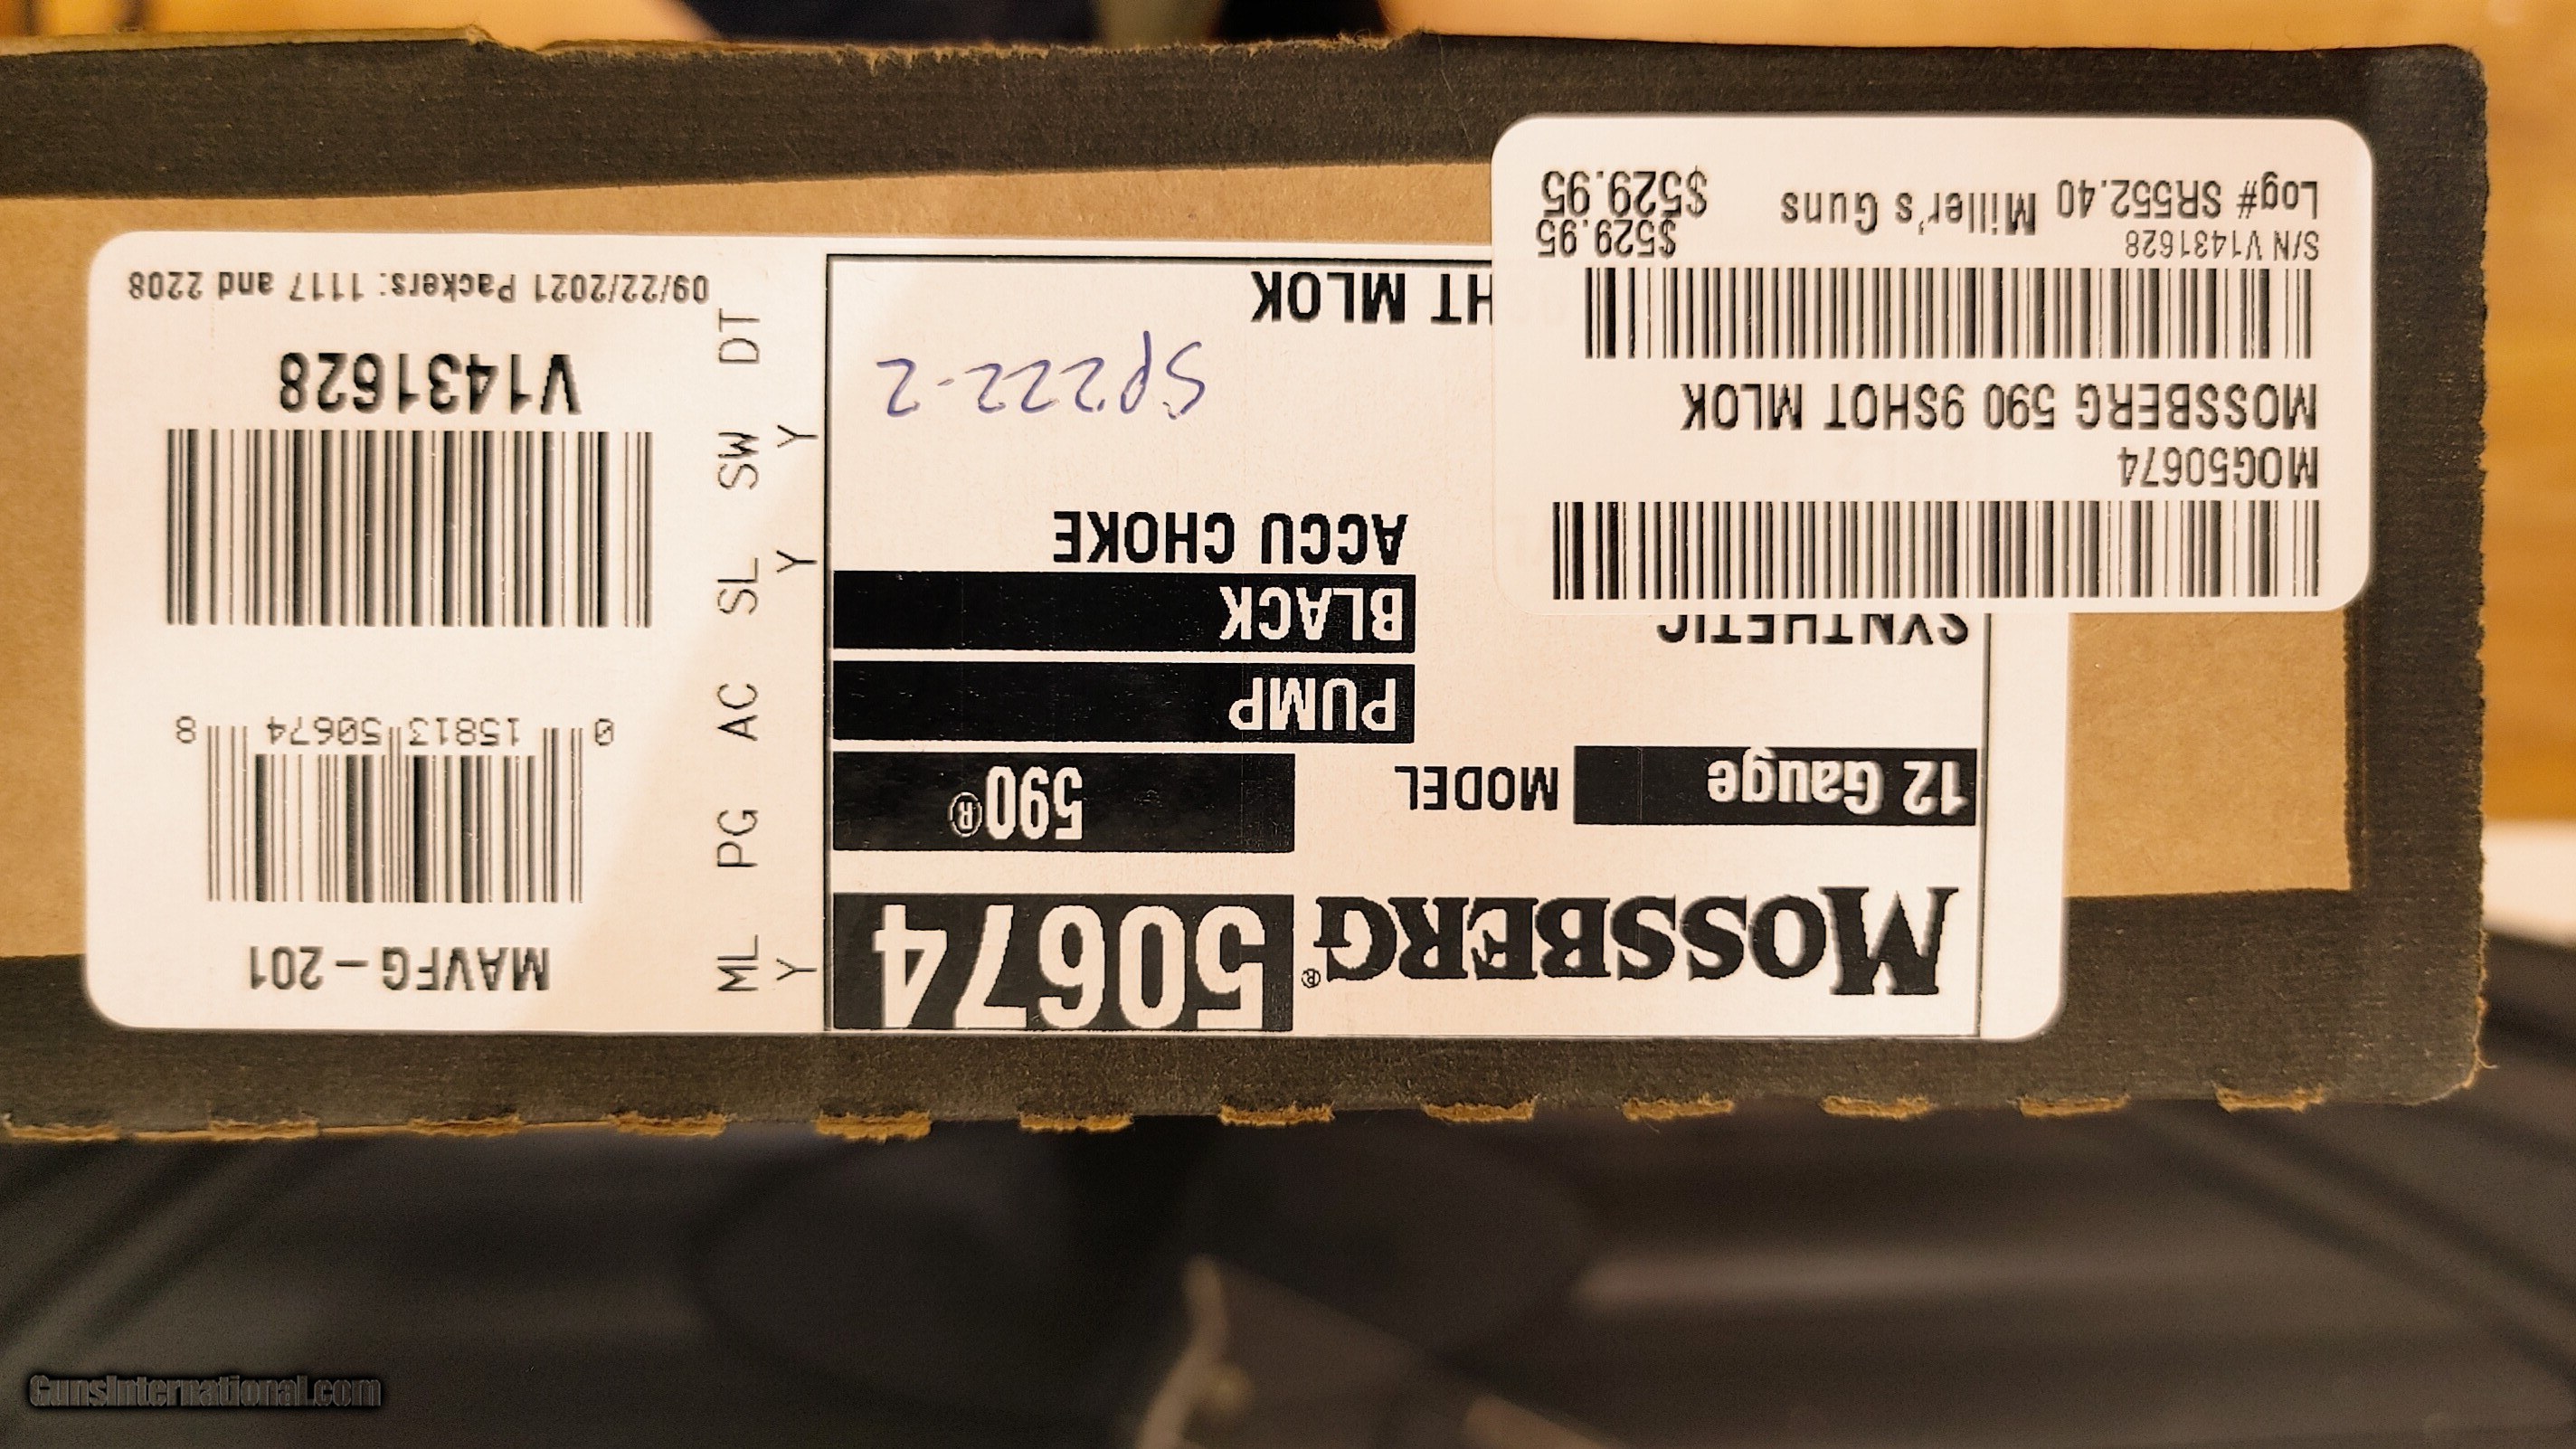 MOSSBERG®
50674
12 Gauge
MODEL
590®
PUMP
SYNTHETIC
BLACK
ACCU CHOKE
SP222-2
HT MLOK
ML PG AC SL SW DT
Y Y Y
MAVFG-201
0 15813 50674 8
V1431628
09/22/2021 Packers: 1117 and 2208
MOG50674
MOSSBERG 590 9SHOT MLOK
S/N V1431628
$529.95
Log# SR552.40 Miller's Guns
$529.95
GunsInternational.com